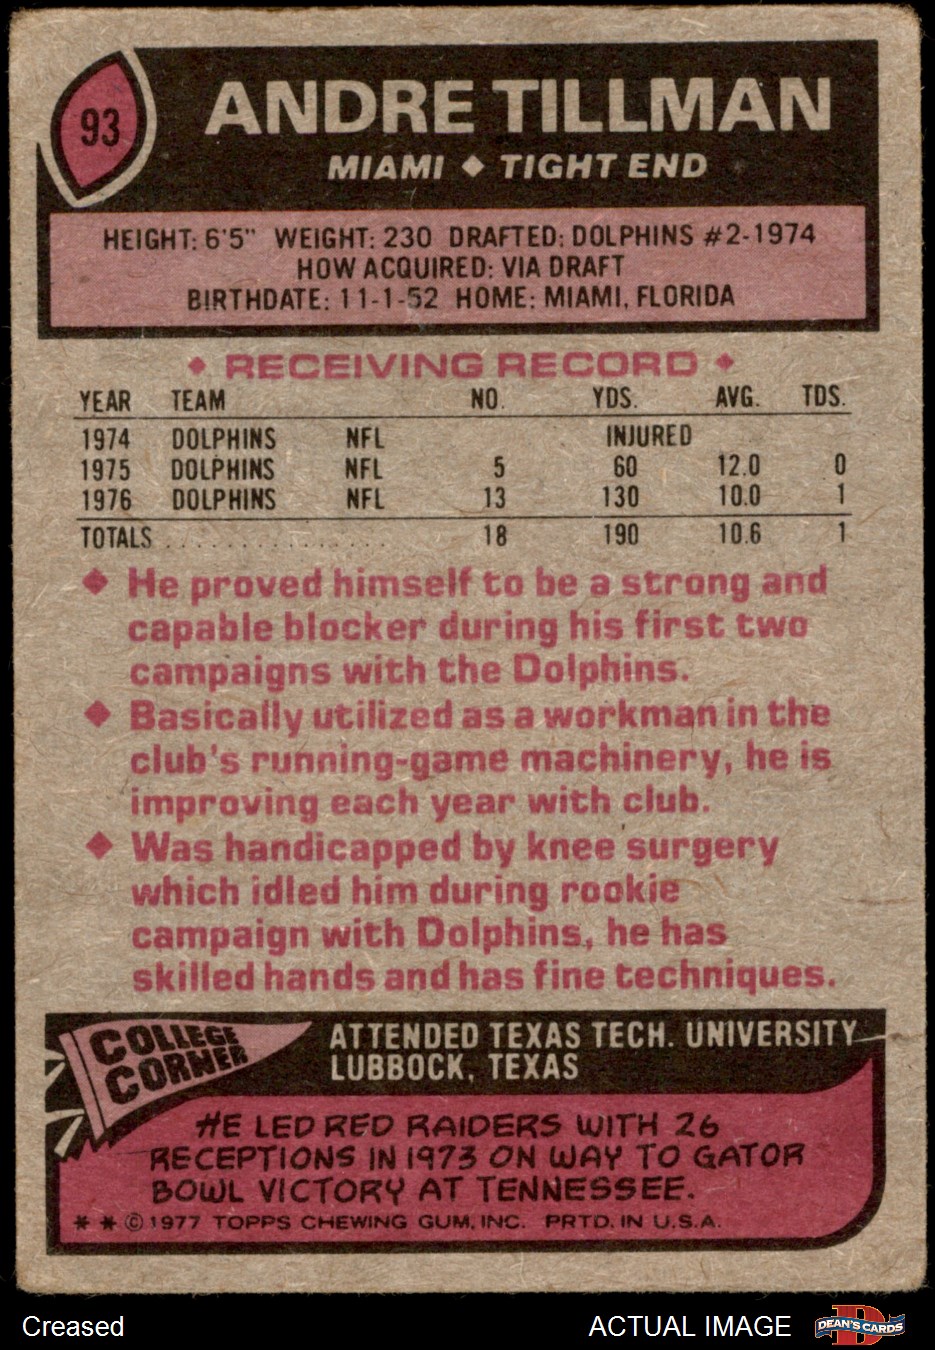 93
ANDRE TILLMAN
MIAMI ◆ TIGHT END
HEIGHT: 6'5" WEIGHT: 230 DRAFTED: DOLPHINS #2-1974
HOW ACQUIRED: VIA DRAFT
BIRTHDATE: 11-1-52 HOME: MIAMI, FLORIDA
◆ RECEIVING RECORD ◆
YEAR TEAM NO. YDS. AVG. TDS.
1974 DOLPHINS NFL INJURED
1975 DOLPHINS NFL 5 60 12.0 0
1976 DOLPHINS NFL 13 130 10.0 1
TOTALS . . . . . . . . . . . . . . . 18 190 10.6 1
◆ He proved himself to be a strong and
capable blocker during his first two
campaigns with the Dolphins.
◆ Basically utilized as a workman in the
club's running-game machinery, he is
improving each year with club.
◆ Was handicapped by knee surgery
which idled him during rookie
campaign with Dolphins, he has
skilled hands and has fine techniques.
COLLEGE
CORNER
ATTENDED TEXAS TECH. UNIVERSITY
LUBBOCK, TEXAS
HE LED RED RAIDERS WITH 26
RECEPTIONS IN 1973 ON WAY TO GATOR
BOWL VICTORY AT TENNESSEE.
* * © 1977 TOPPS CHEWING GUM, INC. PRTD. IN U.S.A.
Creased
ACTUAL IMAGE
D
DEAN'S CARDS